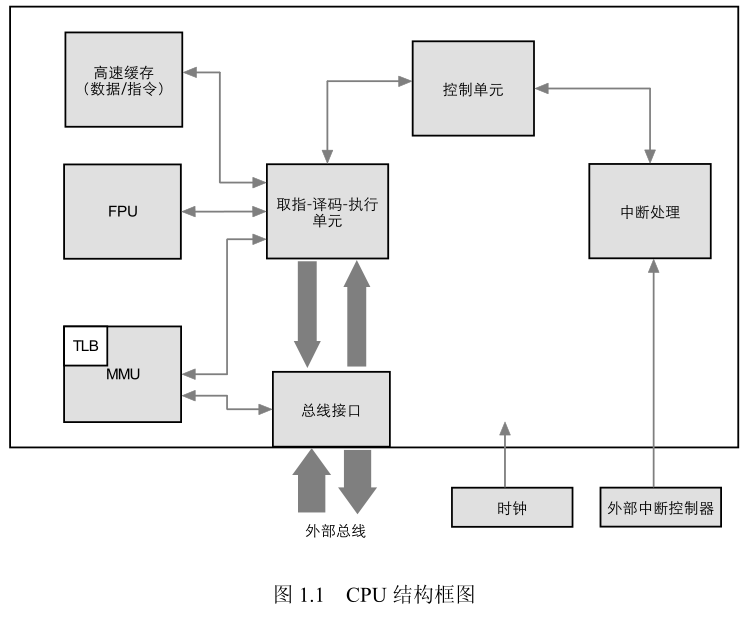 高速缓存
（数据/指令）
控制单元
FPU
取指-译码-执行
单元
中断处理
TLB
MMU
总线接口
时钟
外部中断控制器
外部总线
图 1.1 CPU 结构框图